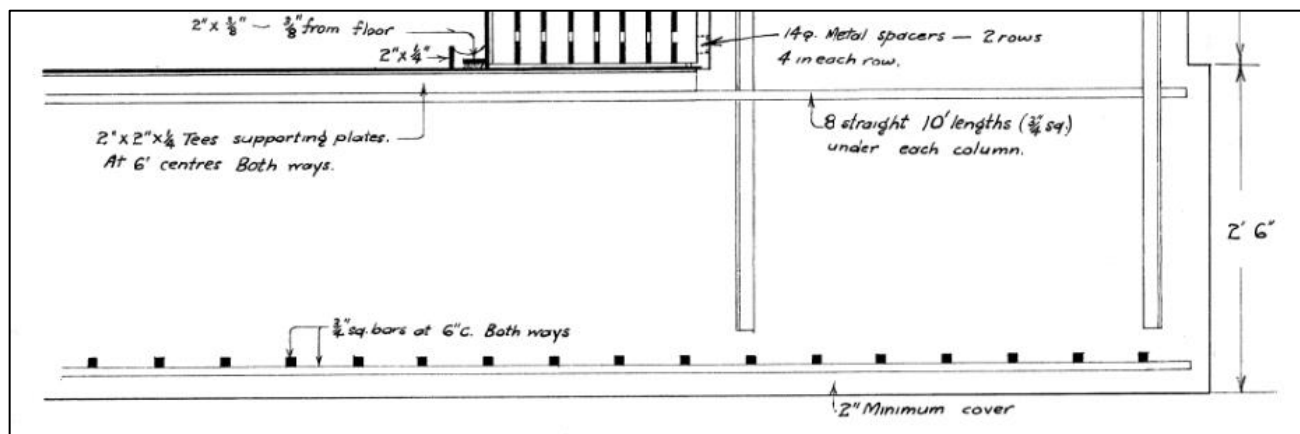 2" x 3/8" — 3/8" from floor
2" x 1/4"
14g. Metal spacers — 2 rows
4 in each row.
2" x 2" x 1/4 Tees supporting plates.
At 6' centres Both ways.
8 straight 10' lengths (3/4" sq.)
under each column.
2' 6"
3/4" sq. bars at 6" c. Both ways
2" Minimum cover